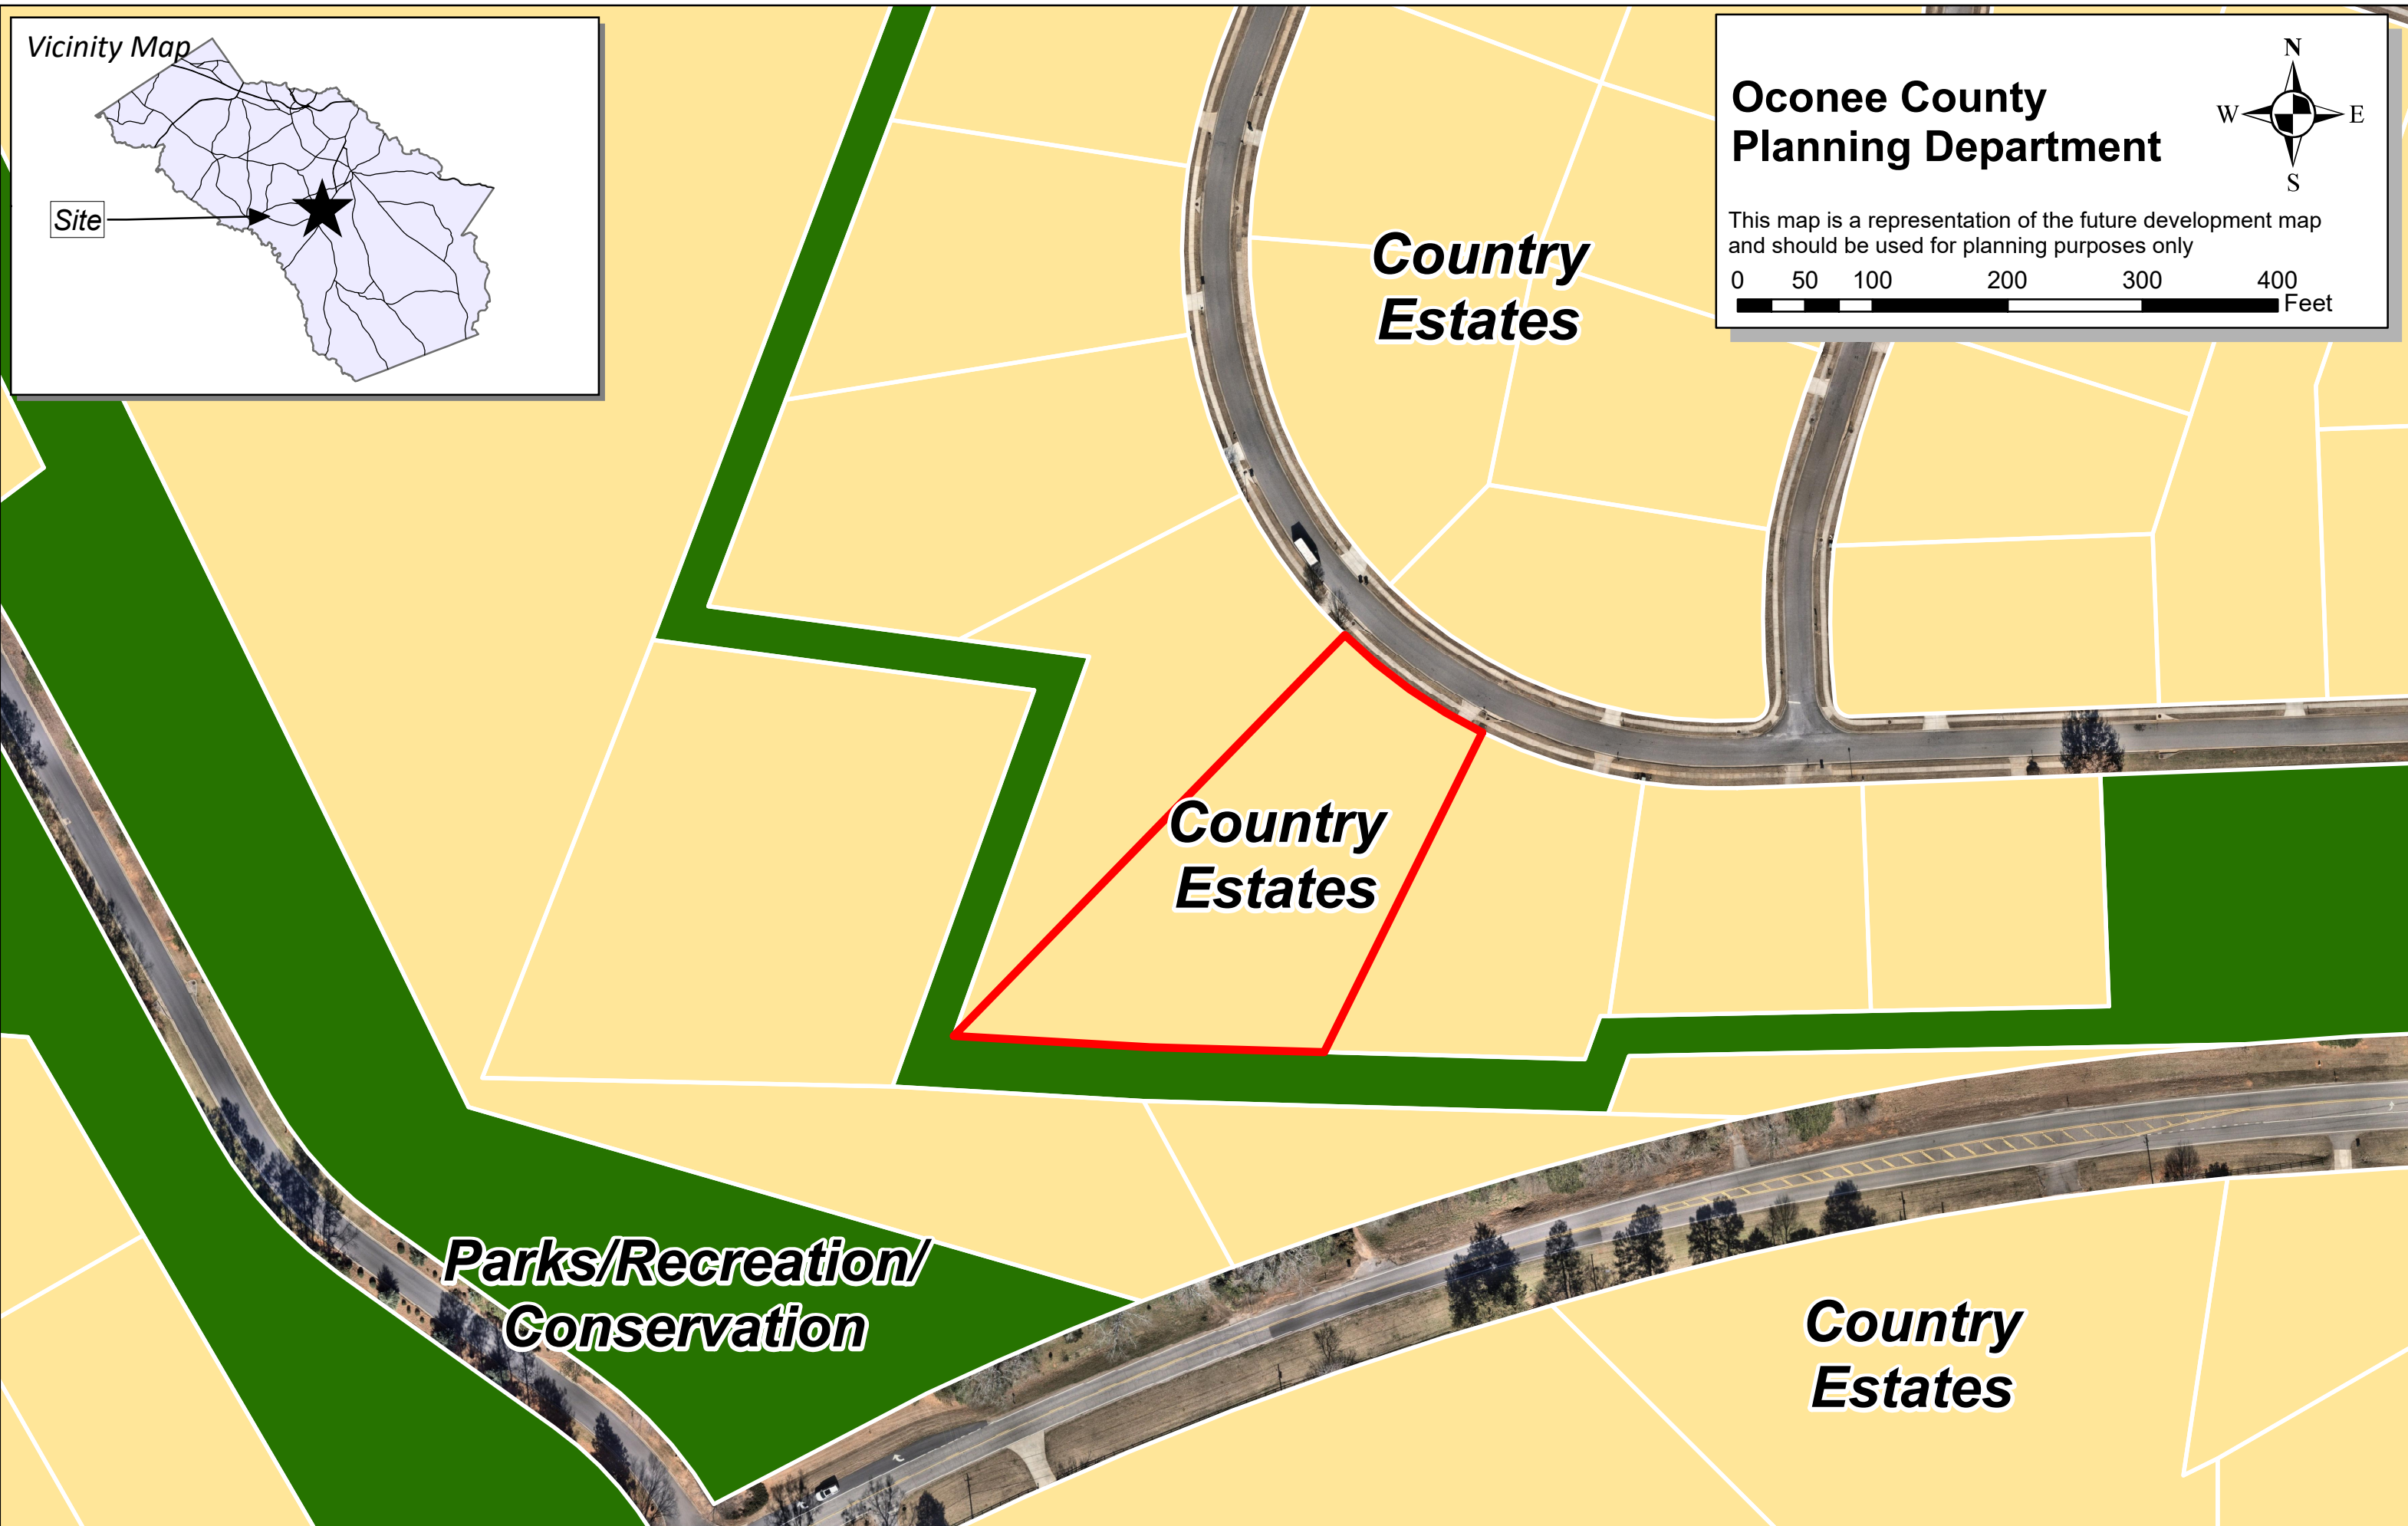 Vicinity Map
Site
Oconee County
Planning Department
N
W
E
S
This map is a representation of the future development map
and should be used for planning purposes only
0 50 100 200 300 400
Feet
Country
Estates
Country
Estates
Parks/Recreation/
Conservation
Country
Estates